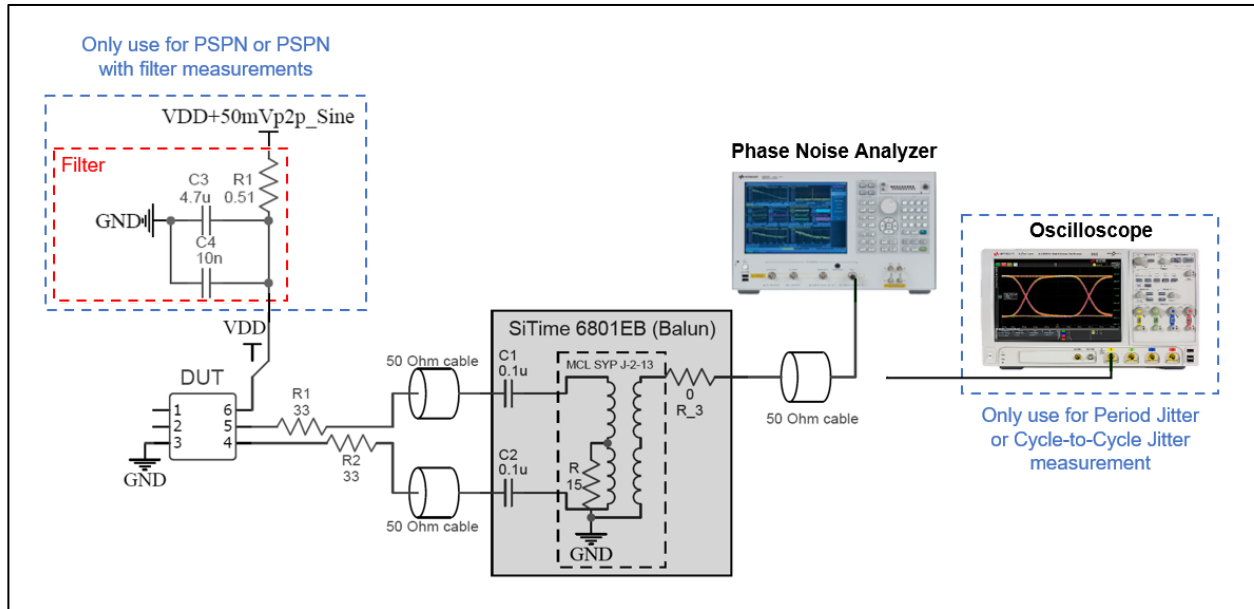 Only use for PSPN or PSPN
with filter measurements
VDD+50mVp2p_Sine
Filter
C3
4.7u
R1
0.51
GND
C4
10n
VDD
DUT
1
2
3
6
5
4
GND
R1
33
R2
33
50 Ohm cable
50 Ohm cable
SiTime 6801EB (Balun)
C1
0.1u
MCL SYP J-2-13
C2
0.1u
R
15
GND
0
R_3
Phase Noise Analyzer
50 Ohm cable
Oscilloscope
Only use for Period Jitter
or Cycle-to-Cycle Jitter
measurement